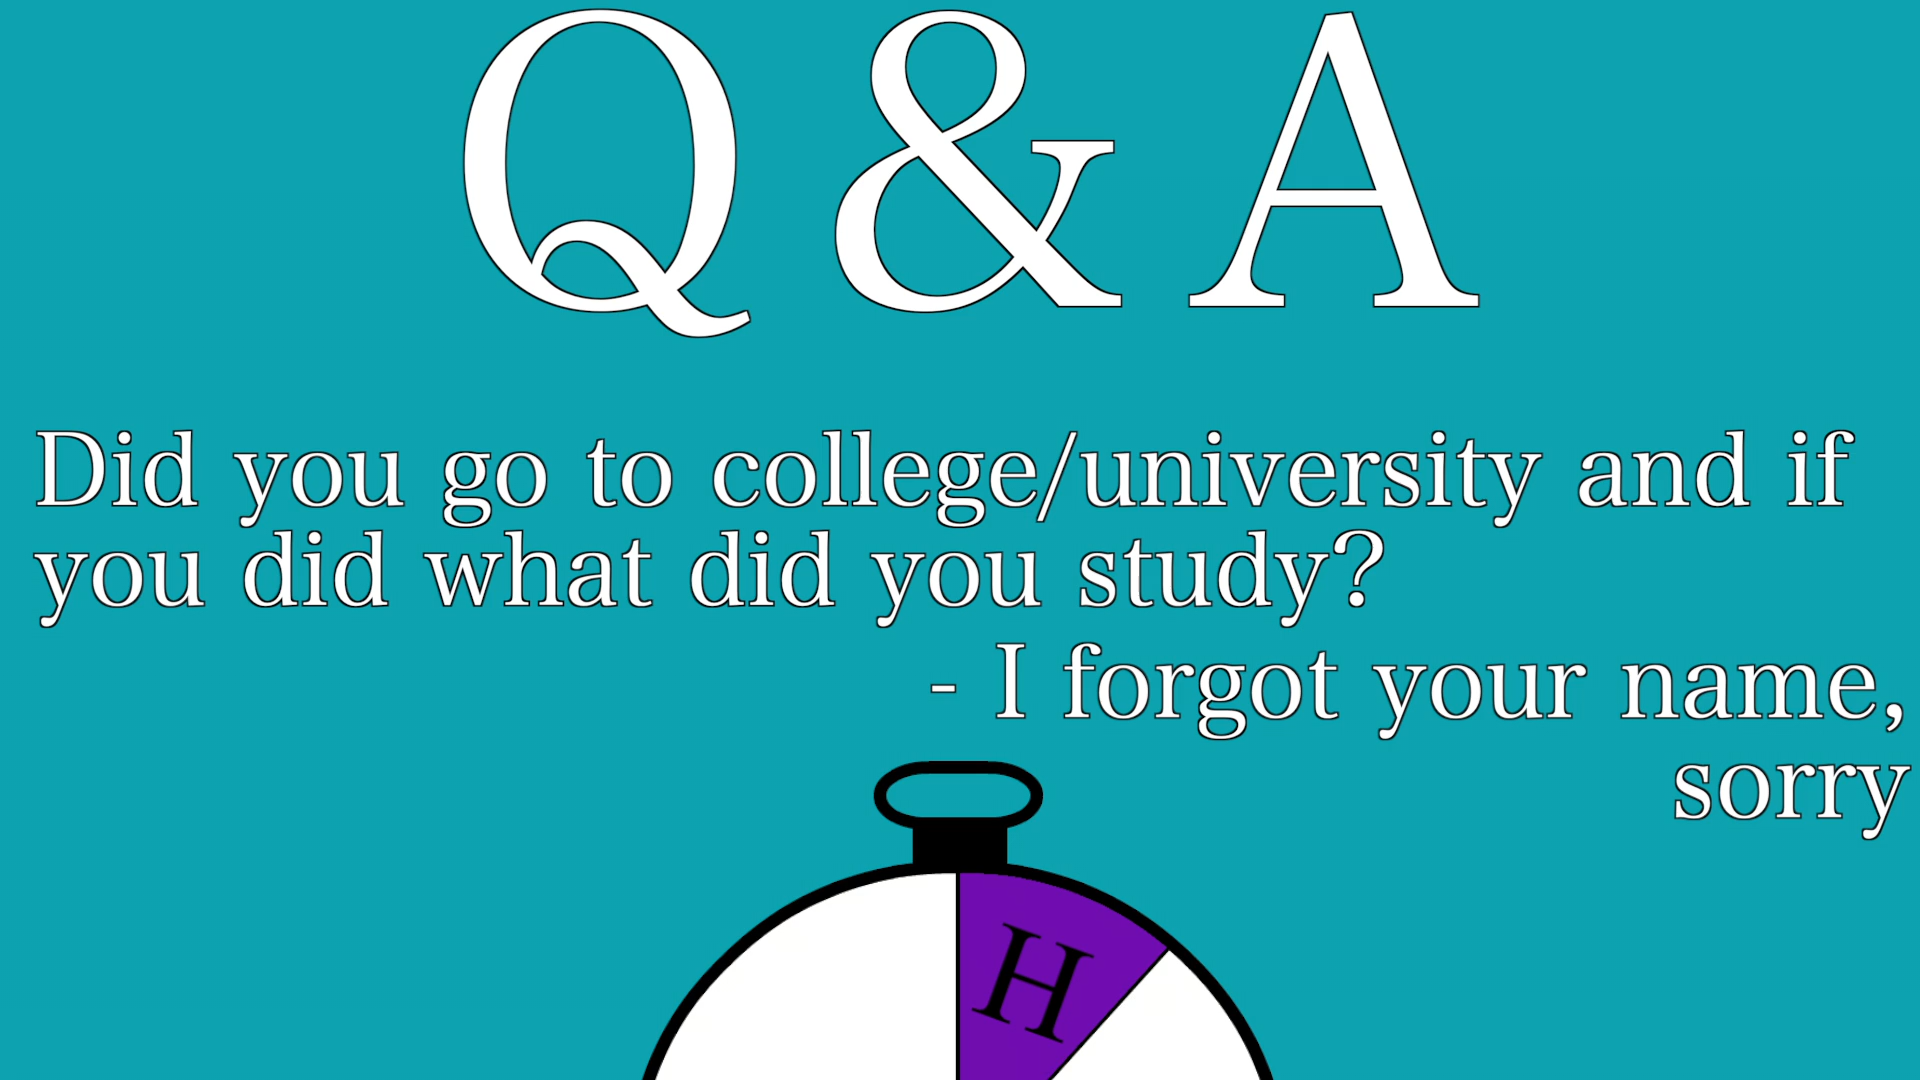 Q & A
Did you go to college/university and if
you did what did you study?
- I forgot your name,
sorry
H